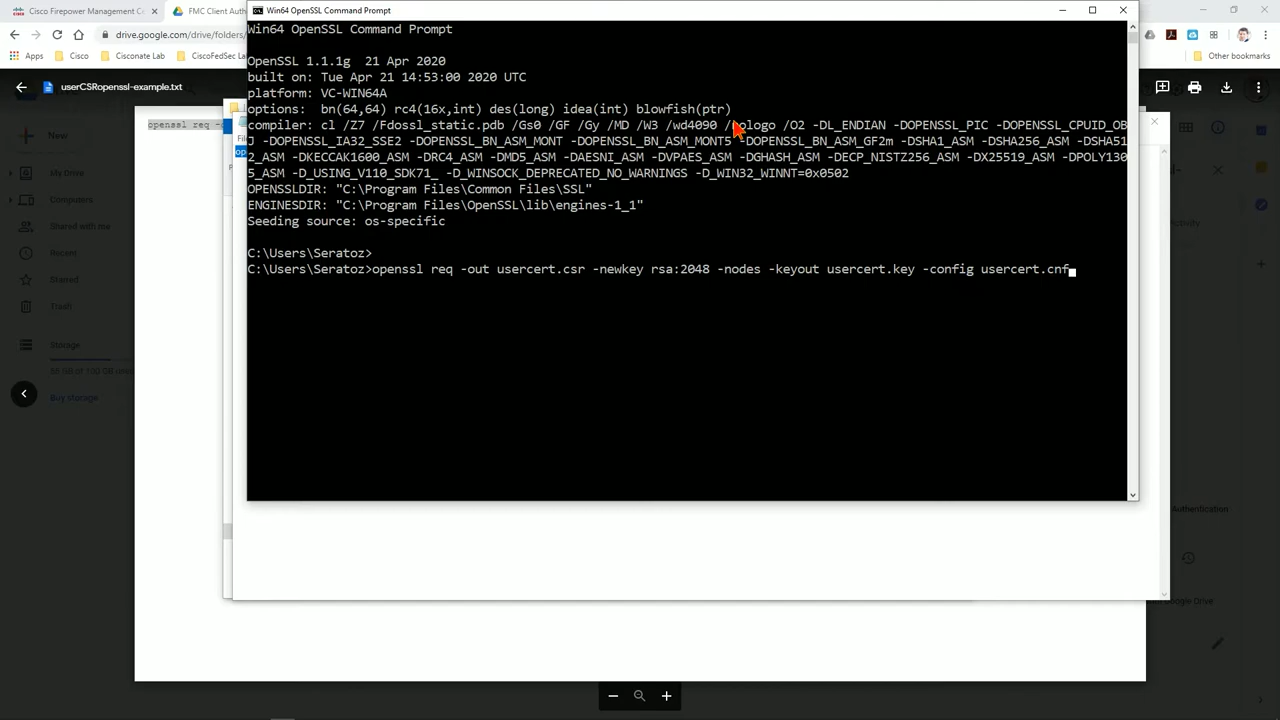 Cisco Firepower Management C
FMC Client Auth
Win64 OpenSSL Command Prompt
drive.google.com/drive/folders/
Apps
Cisco
Cisconate Lab
CiscoFedSec Lab
Other bookmarks
userCSRopenssl-example.txt
Win64 OpenSSL Command Prompt
OpenSSL 1.1.1g  21 Apr 2020
built on: Tue Apr 21 14:53:00 2020 UTC
platform: VC-WIN64A
options:  bn(64,64) rc4(16x,int) des(long) idea(int) blowfish(ptr)
compiler: cl /Z7 /Fdossl_static.pdb /Gs0 /GF /Gy /MD /W3 /wd4090 /nologo /O2 -DL_ENDIAN -DOPENSSL_PIC -DOPENSSL_CPUID_OB
J -DOPENSSL_IA32_SSE2 -DOPENSSL_BN_ASM_MONT -DOPENSSL_BN_ASM_MONT5 -DOPENSSL_BN_ASM_GF2m -DSHA1_ASM -DSHA256_ASM -DSHA51
2_ASM -DKECCAK1600_ASM -DRC4_ASM -DMD5_ASM -DAESNI_ASM -DVPAES_ASM -DGHASH_ASM -DECP_NISTZ256_ASM -DX25519_ASM -DPOLY130
5_ASM -D_USING_V110_SDK71_ -D_WINSOCK_DEPRECATED_NO_WARNINGS -D_WIN32_WINNT=0x0502
OPENSSLDIR: "C:\Program Files\Common Files\SSL"
ENGINESDIR: "C:\Program Files\OpenSSL\lib\engines-1_1"
Seeding source: os-specific
C:\Users\Seratoz>
C:\Users\Seratoz>openssl req -out usercert.csr -newkey rsa:2048 -nodes -keyout usercert.key -config usercert.cnf
openssl req -
New
My Drive
Computers
Shared with me
Recent
Starred
Trash
Storage
Buy storage
Activity
Authentication
Google Drive